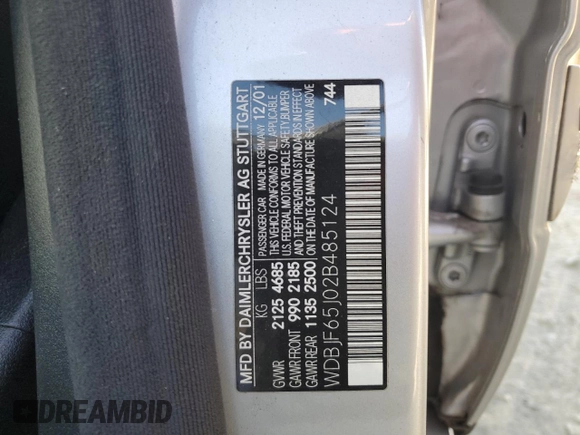 MFD BY DAIMLERCHRYSLER AG STUTTGART
PASSENGER CAR MADE IN GERMANY 12/01
KG LBS
GVWR 2125 4685
GAWR FRONT 990 2185
GAWR REAR 1135 2500
THIS VEHICLE CONFORMS TO ALL APPLICABLE
U.S. FEDERAL MOTOR VEHICLE SAFETY, BUMPER
AND THEFT PREVENTION STANDARDS IN EFFECT
ON THE DATE OF MANUFACTURE SHOWN ABOVE
WDBJF65J02B485124
744
DREAMBID